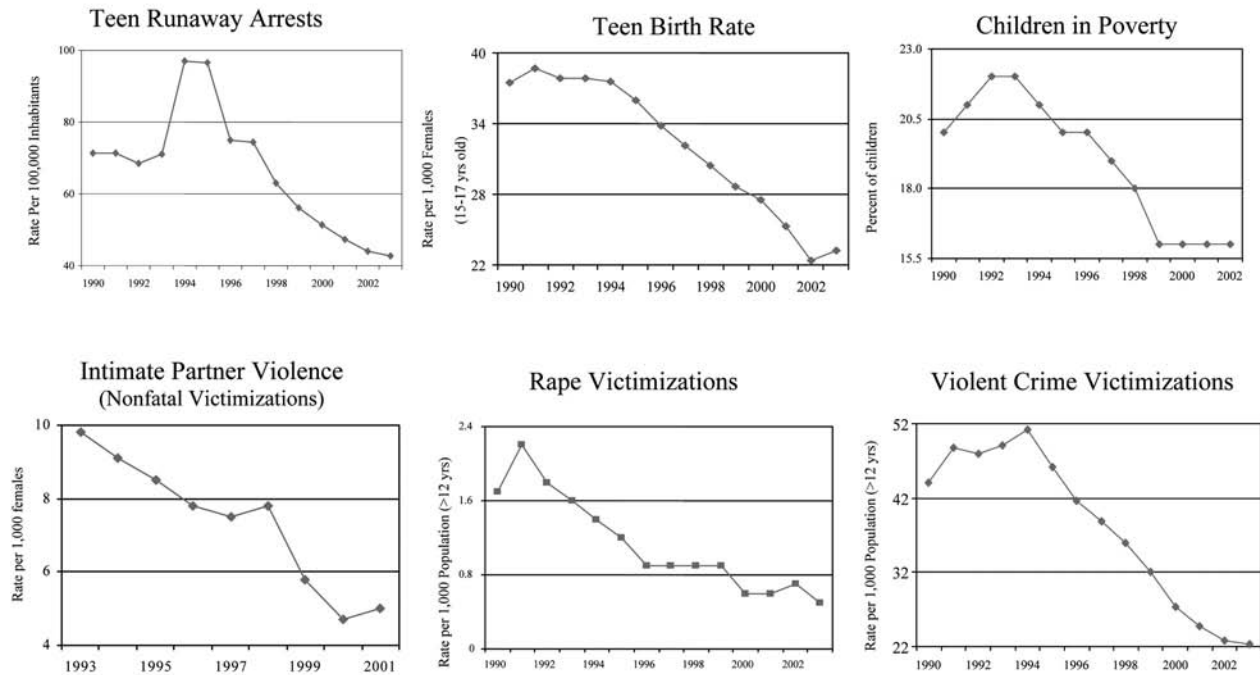 Teen Runaway Arrests
Rate Per 100,000 Inhabitants
100
80
60
40
1990 1992 1994 1996 1998 2000 2002
Teen Birth Rate
Rate per 1,000 Females
(15-17 yrs old)
40
34
28
22
1990 1992 1994 1996 1998 2000 2002
Children in Poverty
Percent of children
23.0
20.5
18.0
15.5
1990 1992 1994 1996 1998 2000 2002
Intimate Partner Violence
(Nonfatal Victimizations)
Rate per 1,000 females
10
8
6
4
1993 1995 1997 1999 2001
Rape Victimizations
Rate per 1,000 Population (>12 yrs)
2.4
1.6
0.8
0
1990 1992 1994 1996 1998 2000 2002
Violent Crime Victimizations
Rate per 1,000 Population (>12 yrs)
52
42
32
22
1990 1992 1994 1996 1998 2000 2002